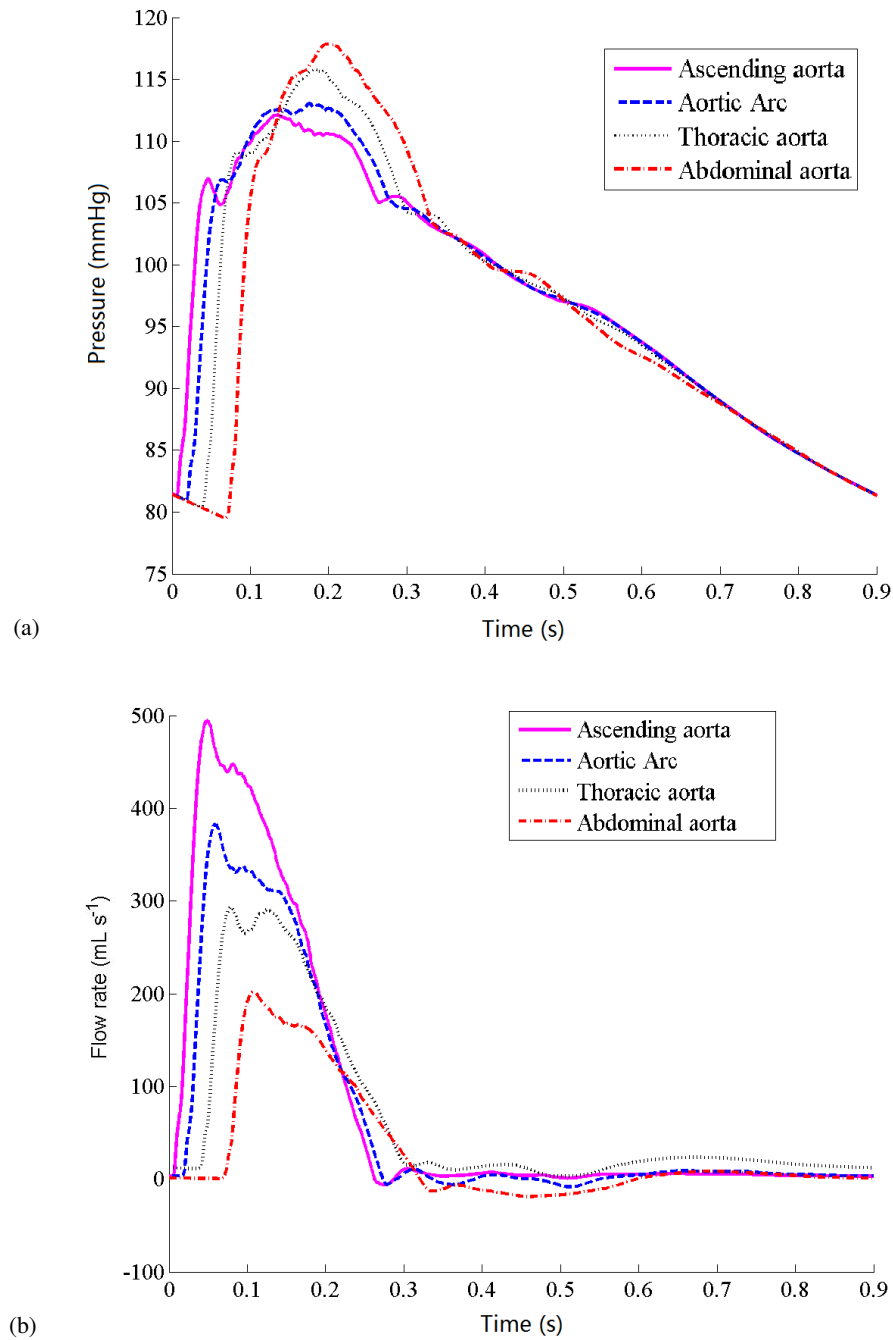 120
115
110
105
100
95
90
85
80
75
Pressure (mmHg)
Ascending aorta
Aortic Arc
Thoracic aorta
Abdominal aorta
0 0.1 0.2 0.3 0.4 0.5 0.6 0.7 0.8 0.9
Time (s)
(a)
500
400
300
200
100
0
-100
Flow rate (mL s-1)
Ascending aorta
Aortic Arc
Thoracic aorta
Abdominal aorta
0 0.1 0.2 0.3 0.4 0.5 0.6 0.7 0.8 0.9
Time (s)
(b)